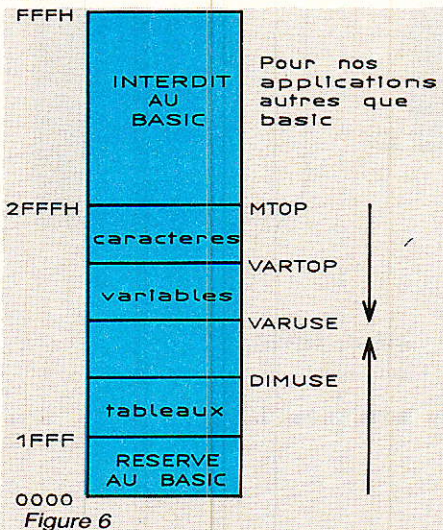 FFFH
INTERDIT
AU
BASIC
Pour nos
applications
autres que
basic
2FFFH
MTOP
caractères
VARTOP
variables
VARUSE
DIMUSE
tableaux
1FFF
RESERVE
AU BASIC
0000
Figure 6